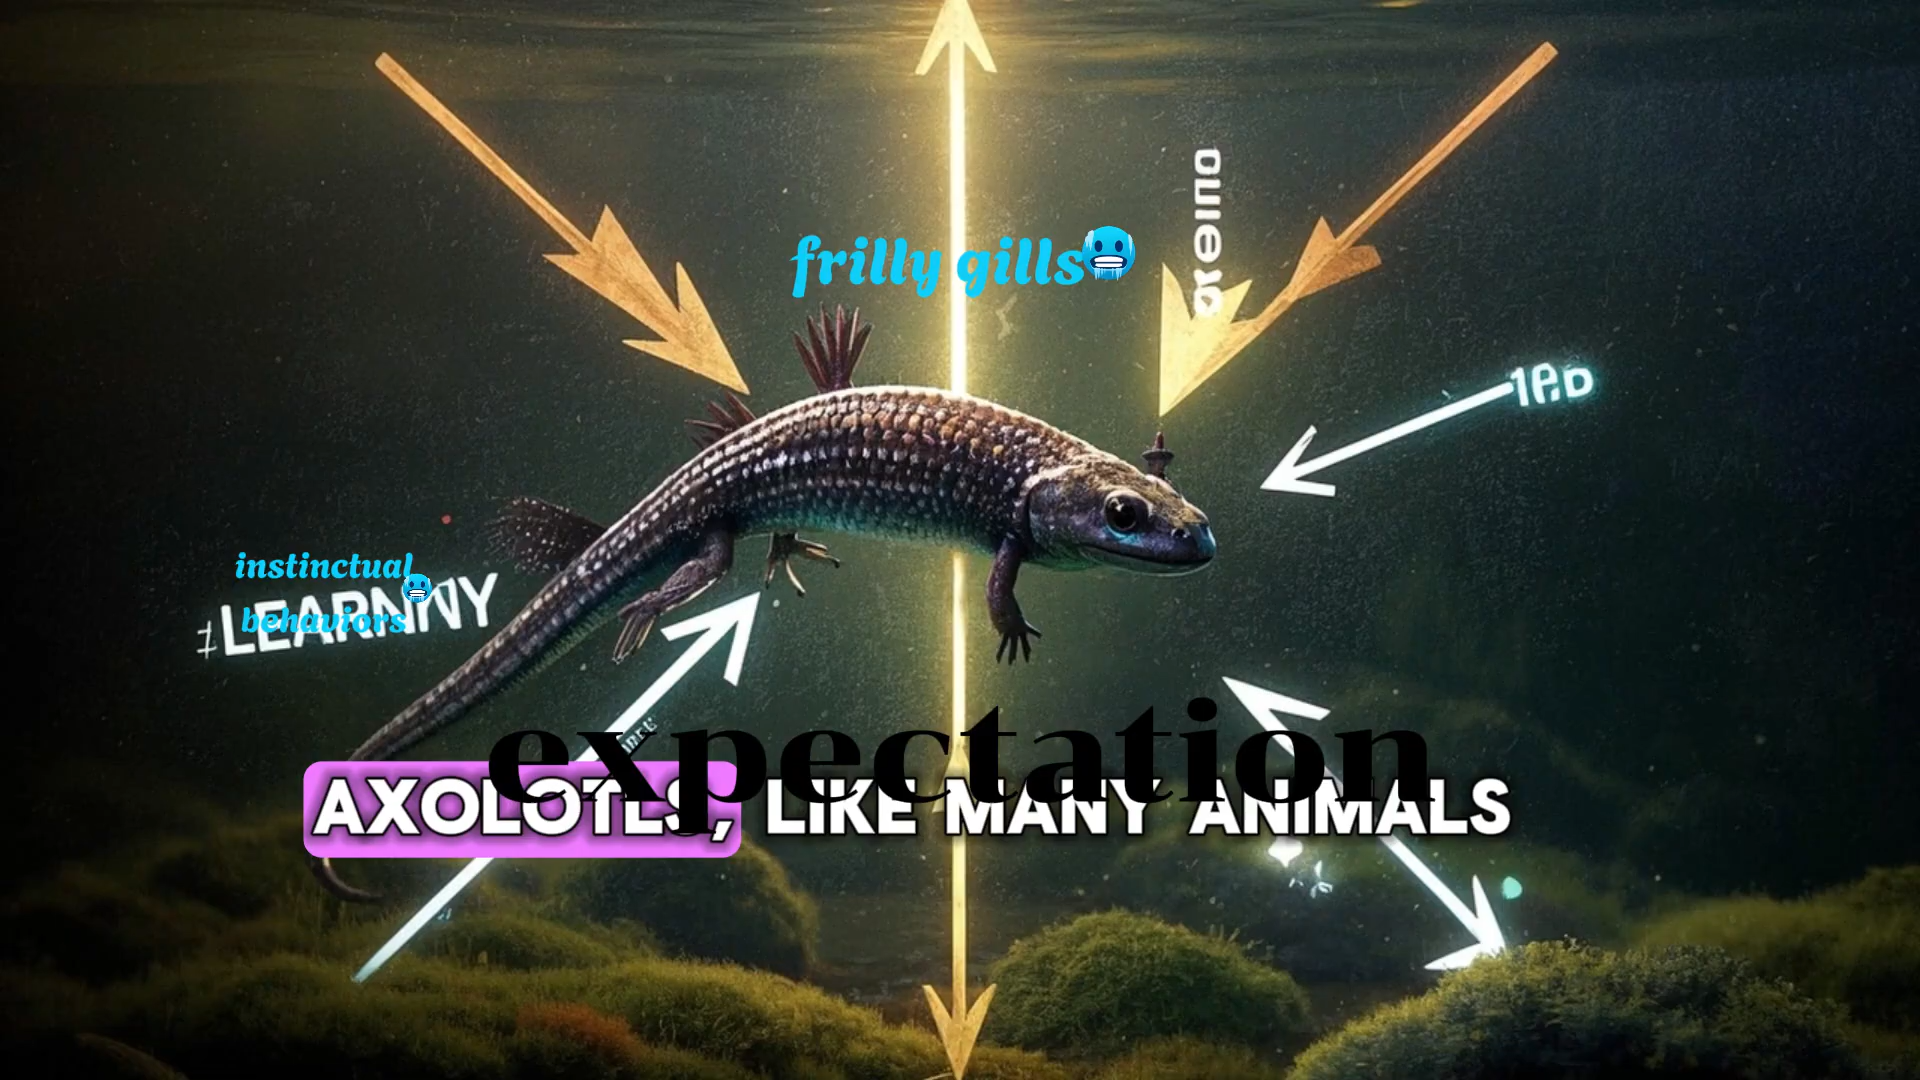 frilly gills🥶
instinctual
behaviors🥶
LEARNNY
expectation
AXOLOTLS, LIKE MANY ANIMALS